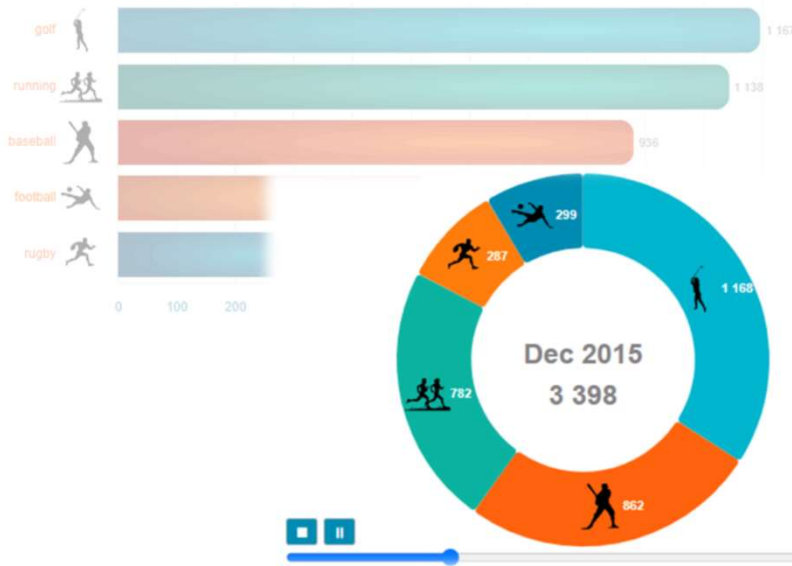 golf
1 167
running
1 138
baseball
936
football
rugby
0 100 200
299
287
1 168
782
862
Dec 2015
3 398